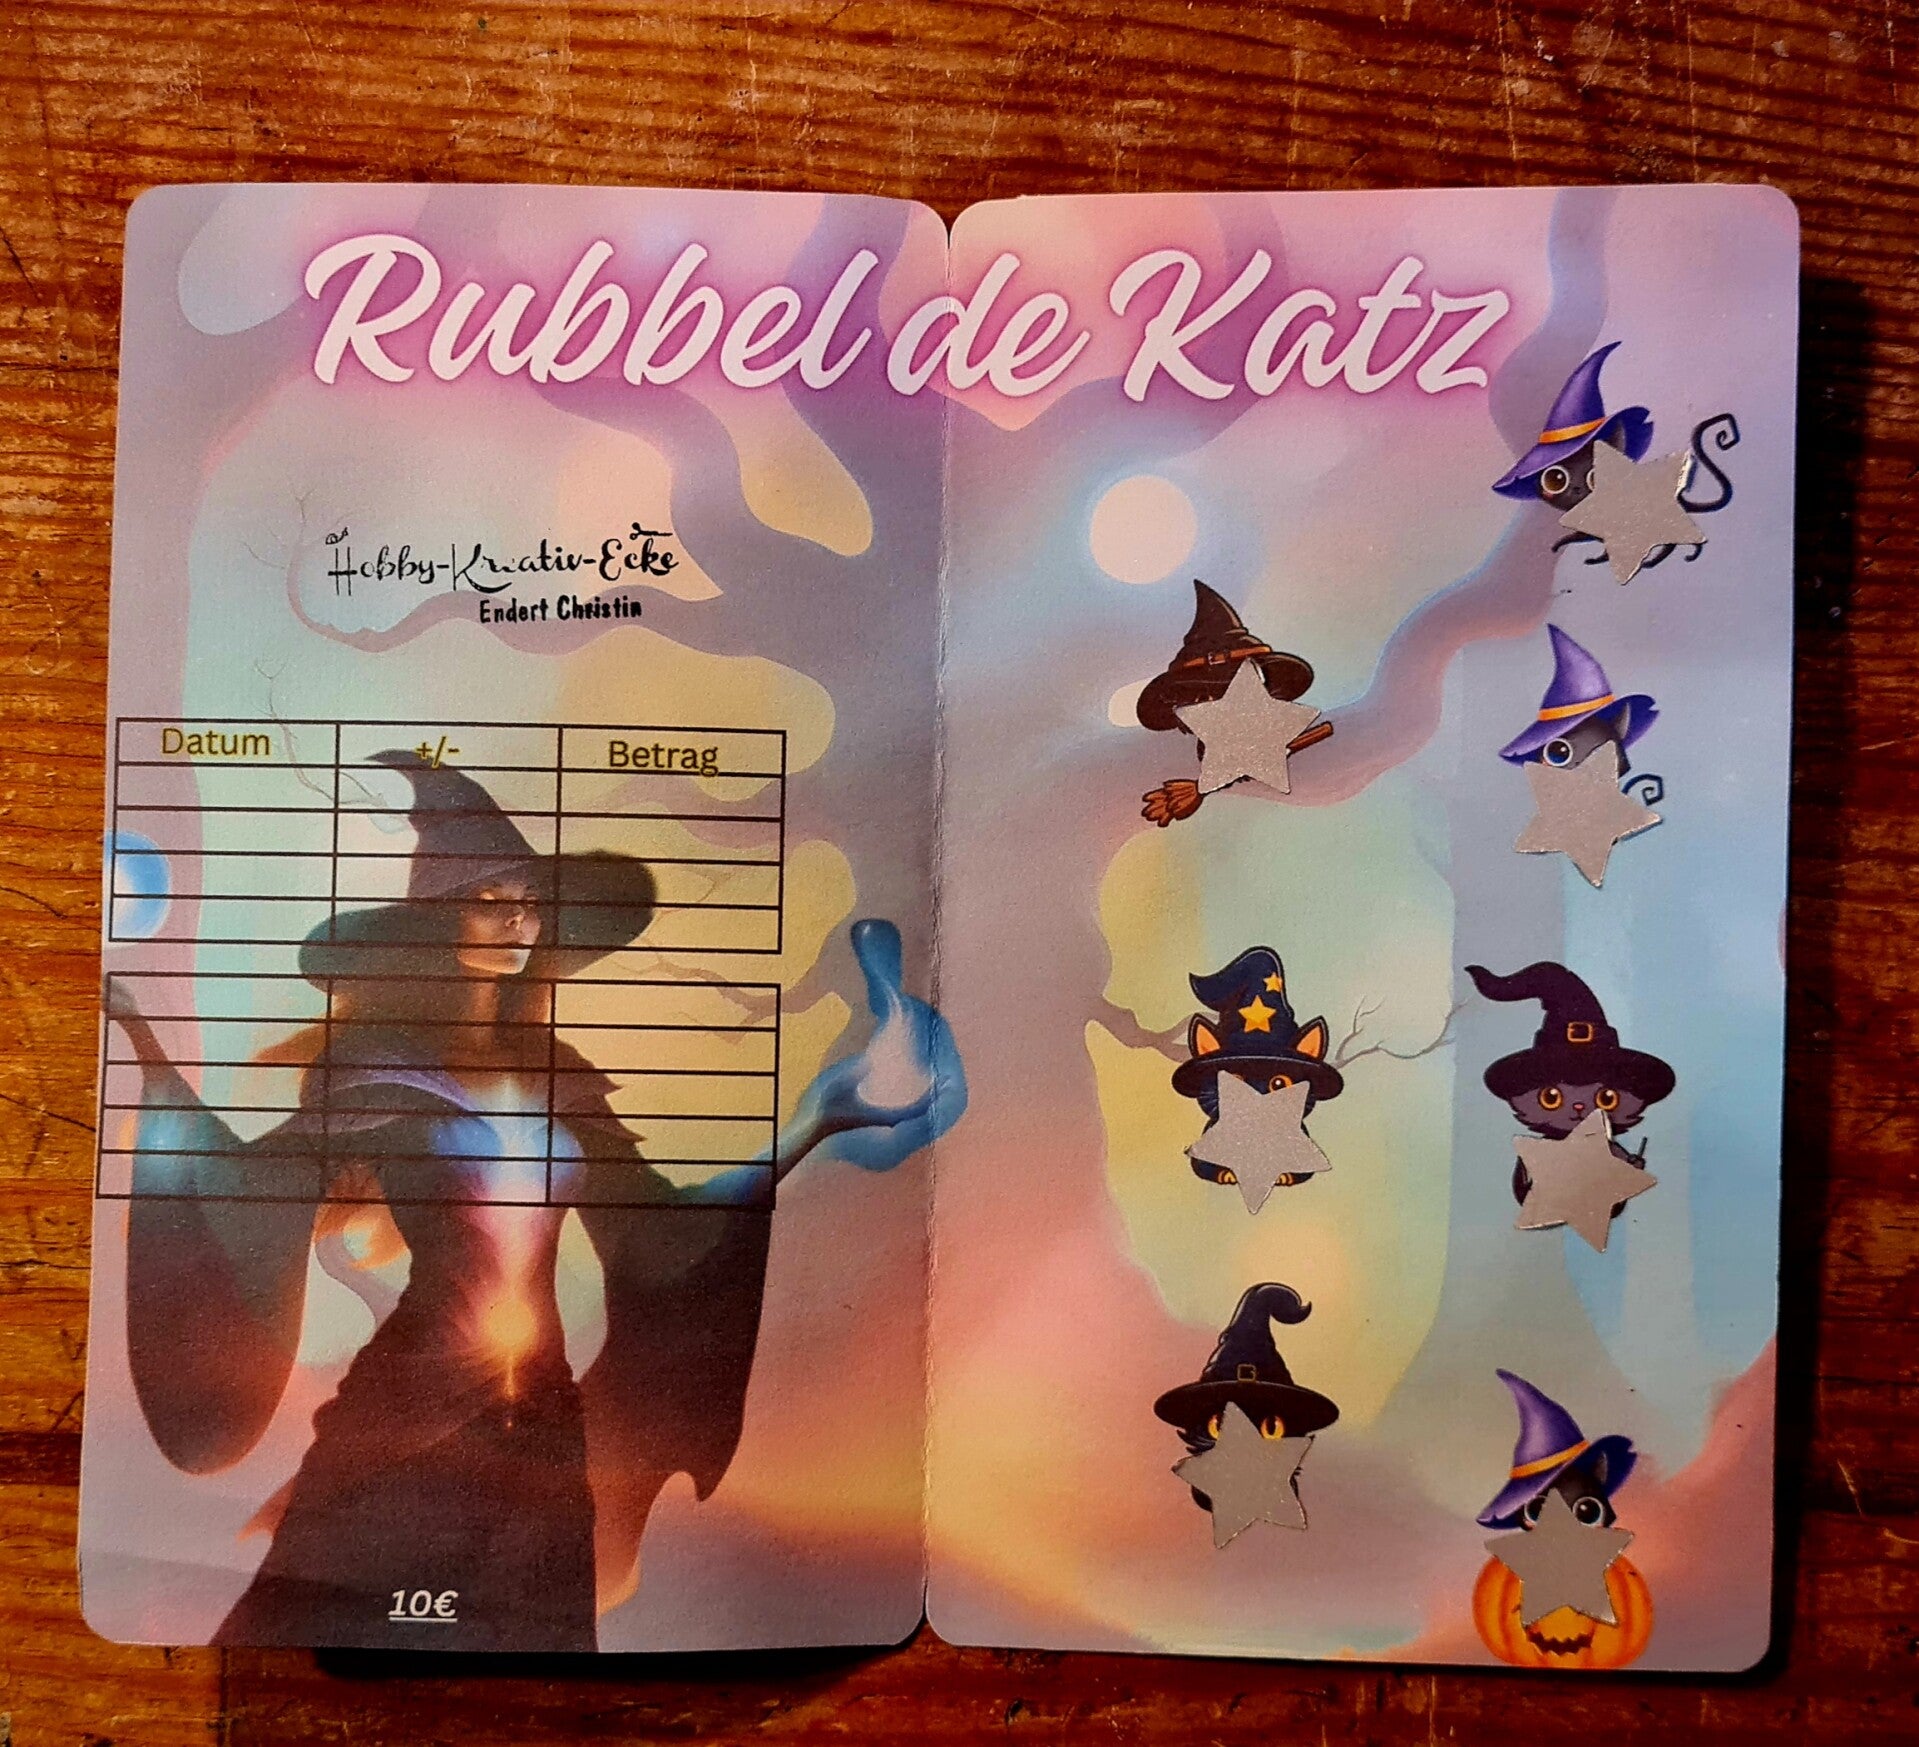 Rubbel de Katz
Hobby-Kreativ-Ecke
Endert Christin
Datum +/- Betrag
10€